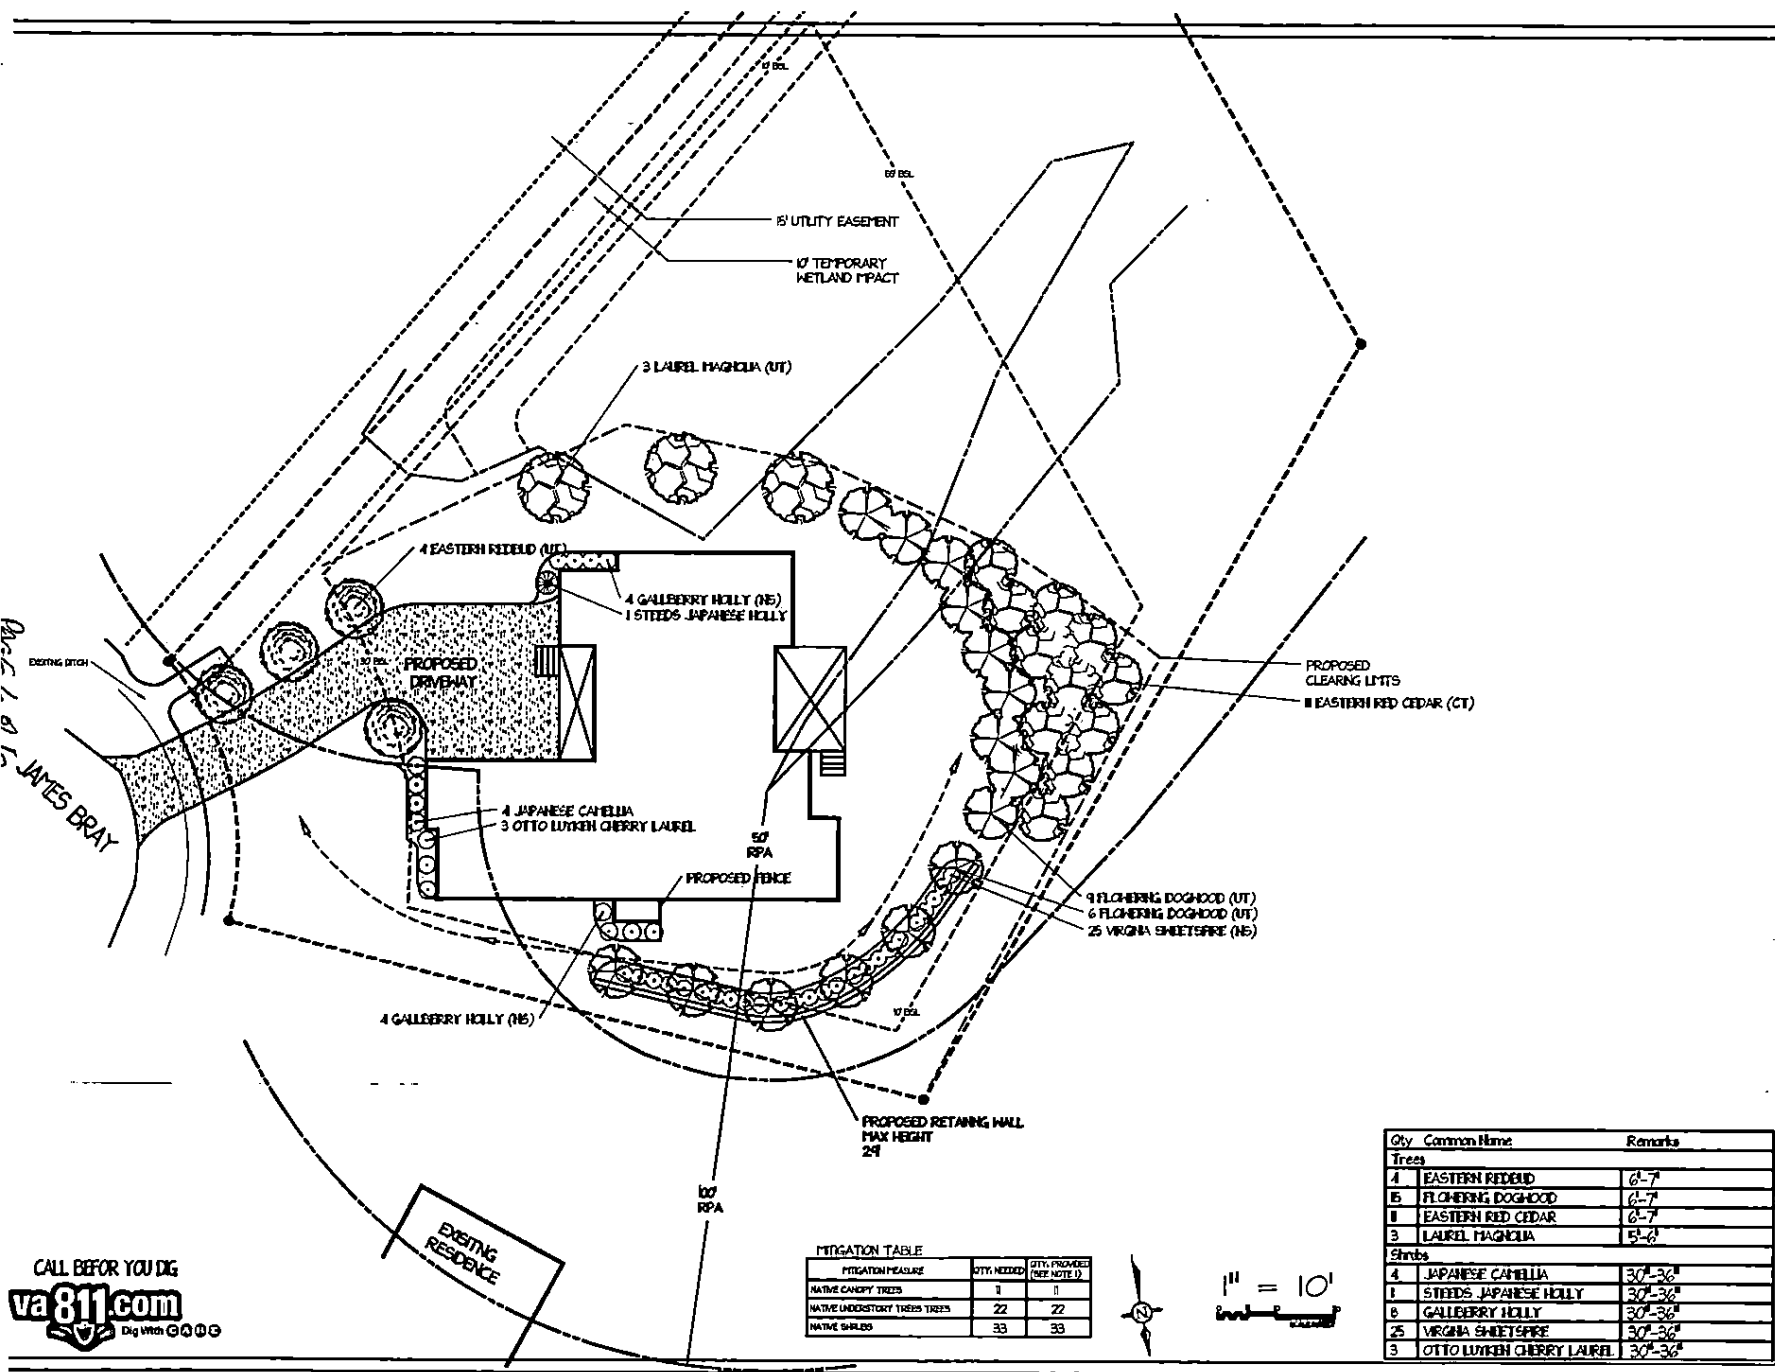 10' BSL
65' BSL
15' UTILITY EASEMENT
10' TEMPORARY
WETLAND IMPACT
3 LAUREL MAGNOLIA (UT)
4 EASTERN REDBUD (UT)
4 GALLBERRY HOLLY (NS)
1 STEEDS JAPANESE HOLLY
EXISTING DITCH
30' BSL
PROPOSED
DRIVEWAY
PROPOSED
CLEARING LIMITS
11 EASTERN RED CEDAR (CT)
JAMES BRAY
4 JAPANESE CAMELLIA
3 OTTO LUYKEN CHERRY LAUREL
50'
RPA
PROPOSED FENCE
9 FLOWERING DOGWOOD (UT)
6 FLOWERING DOGWOOD (UT)
25 VIRGINIA SWEETSPIRE (NS)
4 GALLBERRY HOLLY (NS)
10' BSL
PROPOSED RETAINING WALL
MAX HEIGHT
100'
RPA
EXISITNG
RESIDENCE
CALL BEFOR YOU DIG
va811.com
Dig With CARE
MITIGATION TABLE
MITIGATION MEASURE QTY. NEEDED QTY. PROVIDED (SEE NOTE 1)
NATIVE CANOPY TREES 11 11
NATIVE UNDERSTORY TREES TREES 22 22
NATIVE SHRUBS 33 33
N
1" = 10'
Qty Common Name Remarks
Trees
4 EASTERN REDBUD 6'-7'
15 FLOWERING DOGWOOD 6'-7'
11 EASTERN RED CEDAR 6'-7'
3 LAUREL MAGNOLIA 5'-6'
Shrubs
4 JAPANESE CAMELLIA 30"-36"
1 STEEDS JAPANESE HOLLY 30"-36"
8 GALLBERRY HOLLY 30"-36"
25 VIRGINIA SWEETSPIRE 30"-36"
3 OTTO LUYKEN CHERRY LAUREL 30"-36"